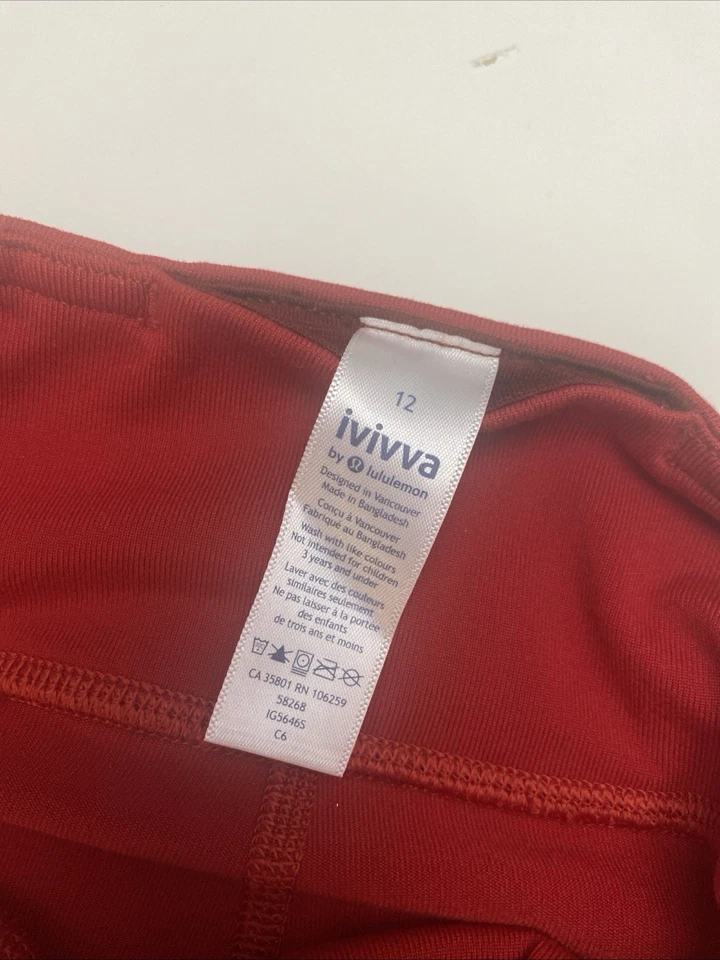 12
ivivva
by lululemon
Designed in Vancouver
Made in Bangladesh
Conçu à Vancouver
Fabriqué au Bangladesh
Wash with like colours
Not intended for children
3 years and under
Laver avec des couleurs
similaires seulement
Ne pas laisser à la portée
des enfants
de trois ans et moins
CA 35801 RN 106259
58268
IG5646S
C6